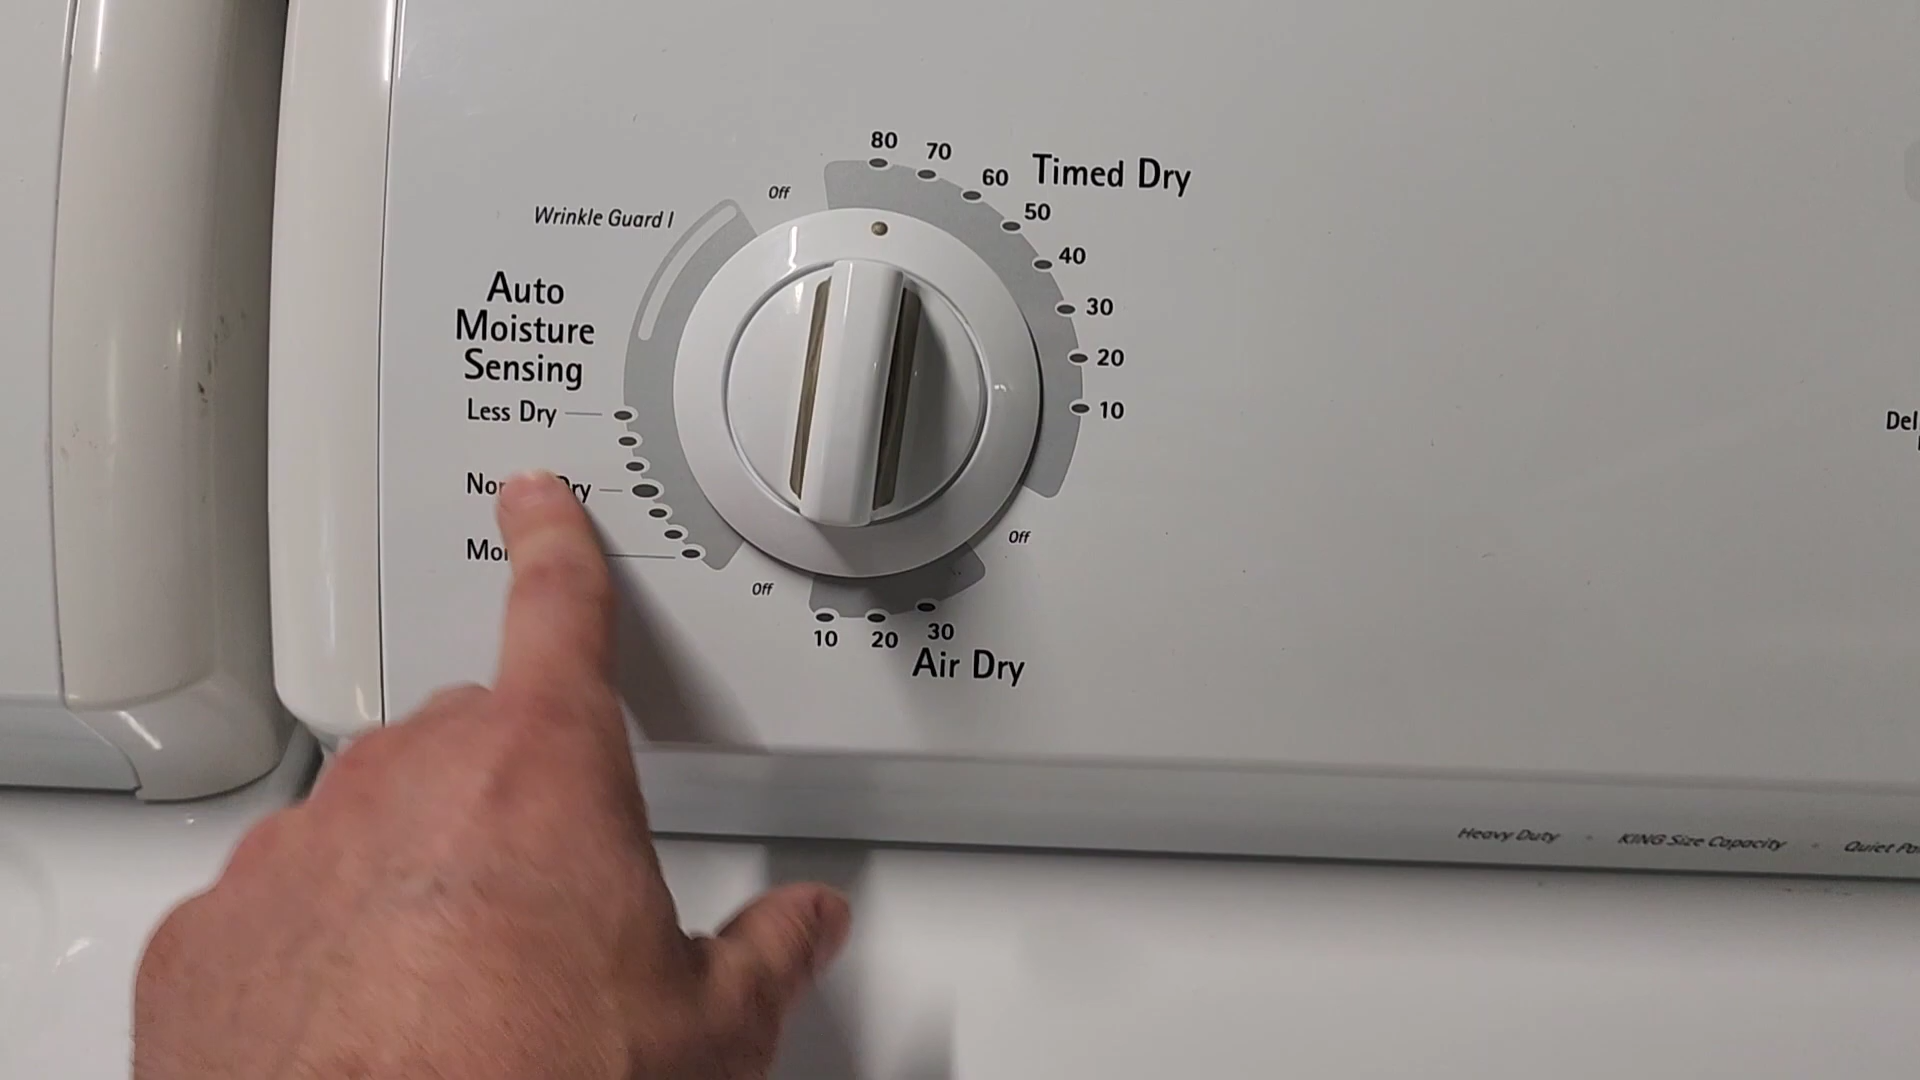 80
70
60
Timed Dry
50
40
30
20
10
Off
Wrinkle Guard I
Auto
Moisture
Sensing
Less Dry
Off
Off
10
20
30
Air Dry
Heavy Duty
KING Size Capacity
Quiet